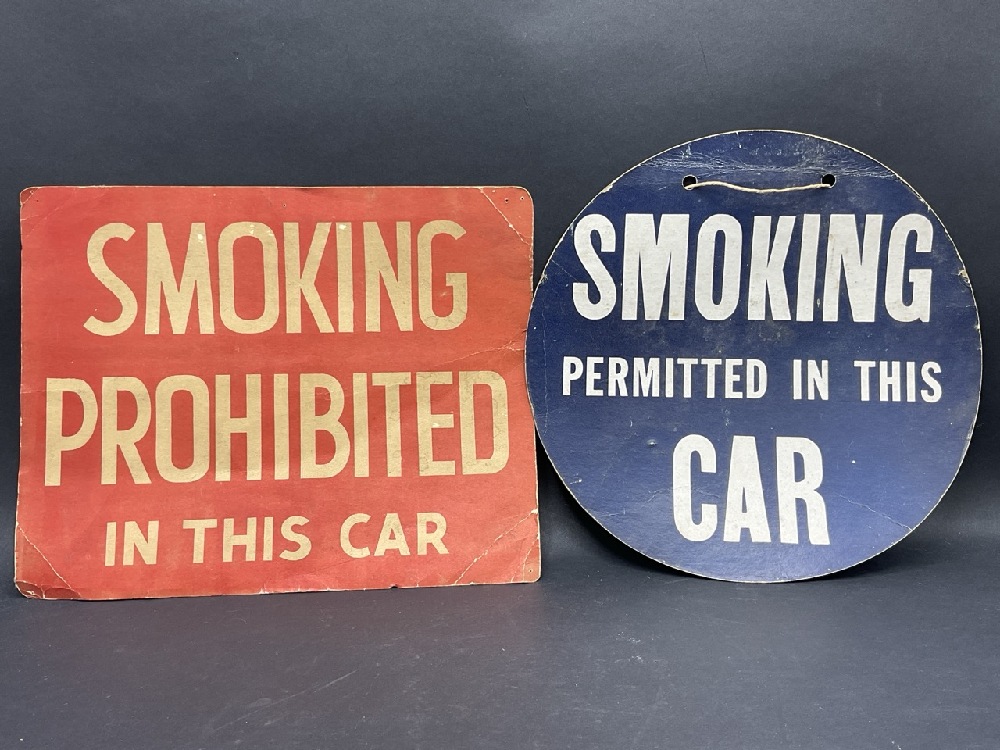 SMOKING
PROHIBITED
IN THIS CAR
SMOKING
PERMITTED IN THIS
CAR